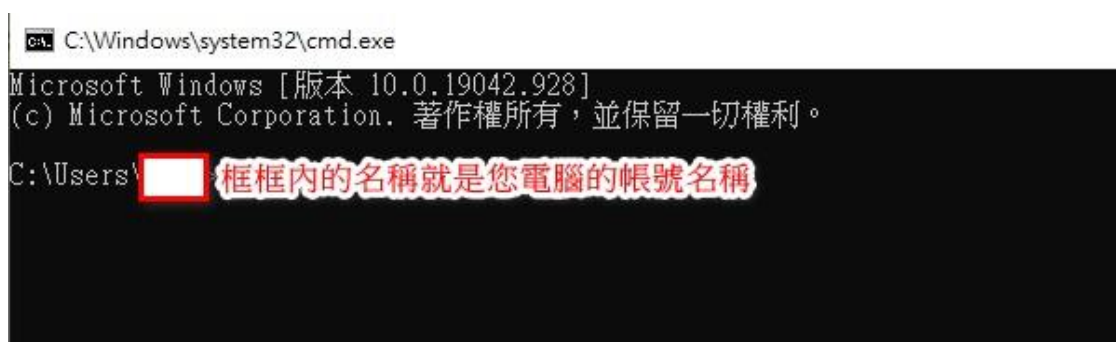 C:\Windows\system32\cmd.exe
Microsoft Windows [版本 10.0.19042.928]
(c) Microsoft Corporation. 著作權所有，並保留一切權利。
C:\Users\ 框框內的名稱就是您電腦的帳號名稱